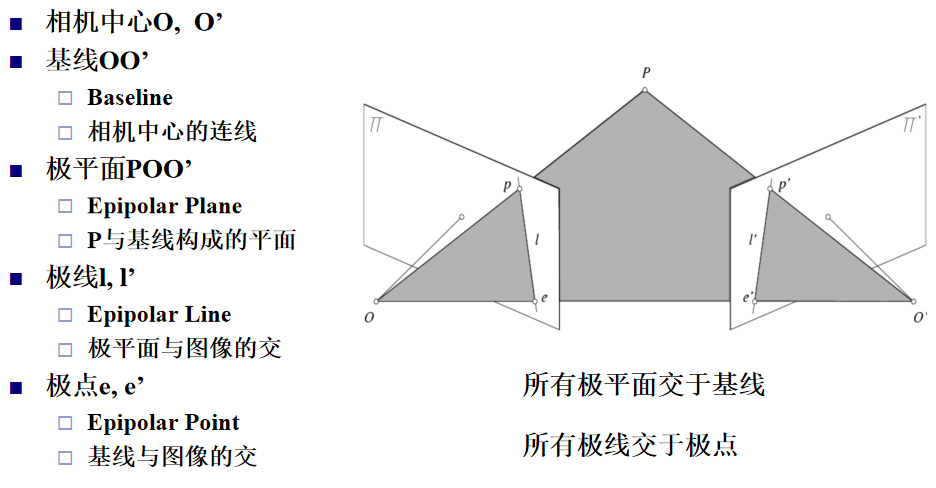 相机中心O, O’
基线OO’
Baseline
相机中心的连线
极平面POO’
Epipolar Plane
P与基线构成的平面
极线l, l’
Epipolar Line
极平面与图像的交
极点e, e’
Epipolar Point
基线与图像的交
P
Π
Π’
p
p’
l
l’
e
e’
O
O’
所有极平面交于基线
所有极线交于极点